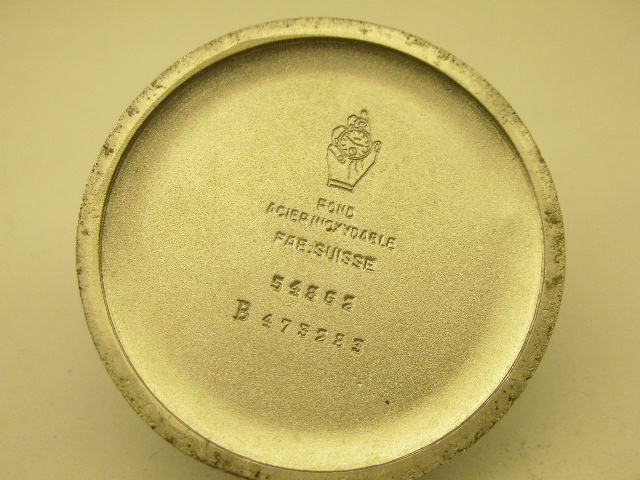 FOND
ACIER INOXYDABLE
FAB. SUISSE
54862
B 473283